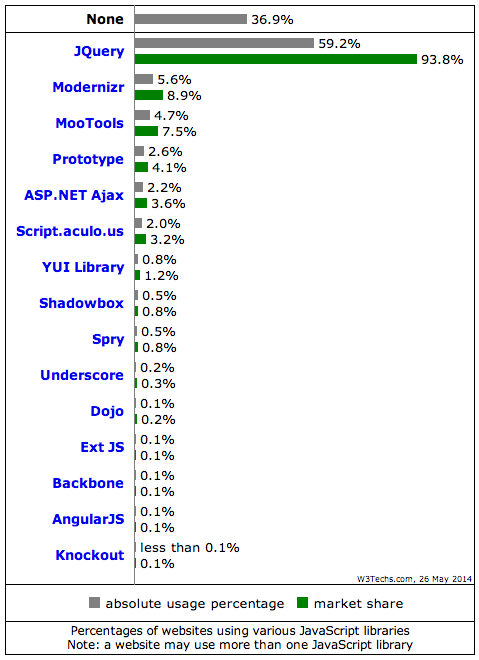 None 36.9%
JQuery 59.2%
93.8%
Modernizr 5.6%
8.9%
MooTools 4.7%
7.5%
Prototype 2.6%
4.1%
ASP.NET Ajax 2.2%
3.6%
Script.aculo.us 2.0%
3.2%
YUI Library 0.8%
1.2%
Shadowbox 0.5%
0.8%
Spry 0.5%
0.8%
Underscore 0.2%
0.3%
Dojo 0.1%
0.2%
Ext JS 0.1%
0.1%
Backbone 0.1%
0.1%
AngularJS 0.1%
0.1%
Knockout less than 0.1%
0.1%
W3Techs.com, 26 May 2014
absolute usage percentage market share
Percentages of websites using various JavaScript libraries
Note: a website may use more than one JavaScript library